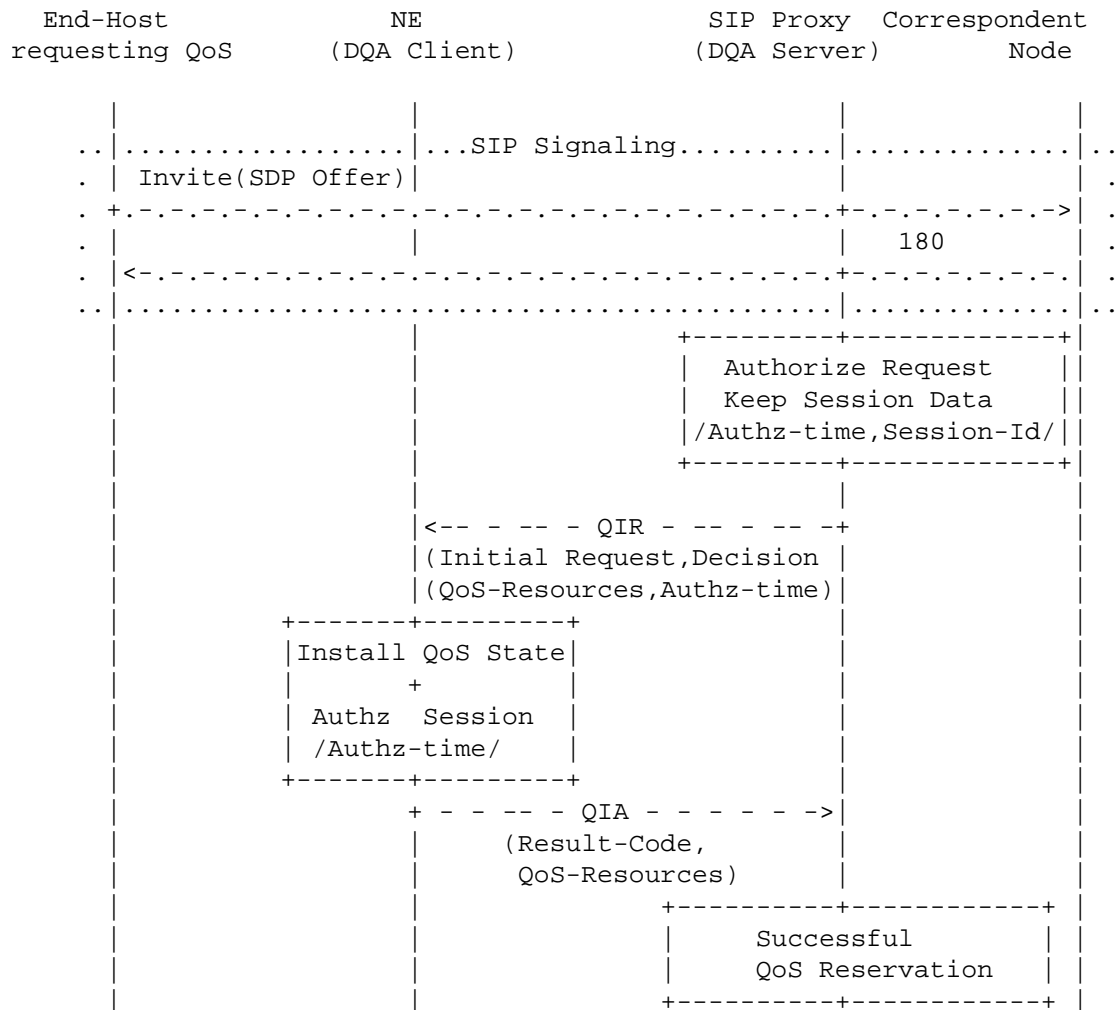 End-Host NE SIP Proxy Correspondent
requesting QoS (DQA Client) (DQA Server) Node
...SIP Signaling...
Invite(SDP Offer)
180
Authorize Request
Keep Session Data
/Authz-time,Session-Id/
QIR
(Initial Request,Decision
(QoS-Resources,Authz-time)
Install QoS State
+
Authz Session
/Authz-time/
QIA
(Result-Code,
QoS-Resources)
Successful
QoS Reservation